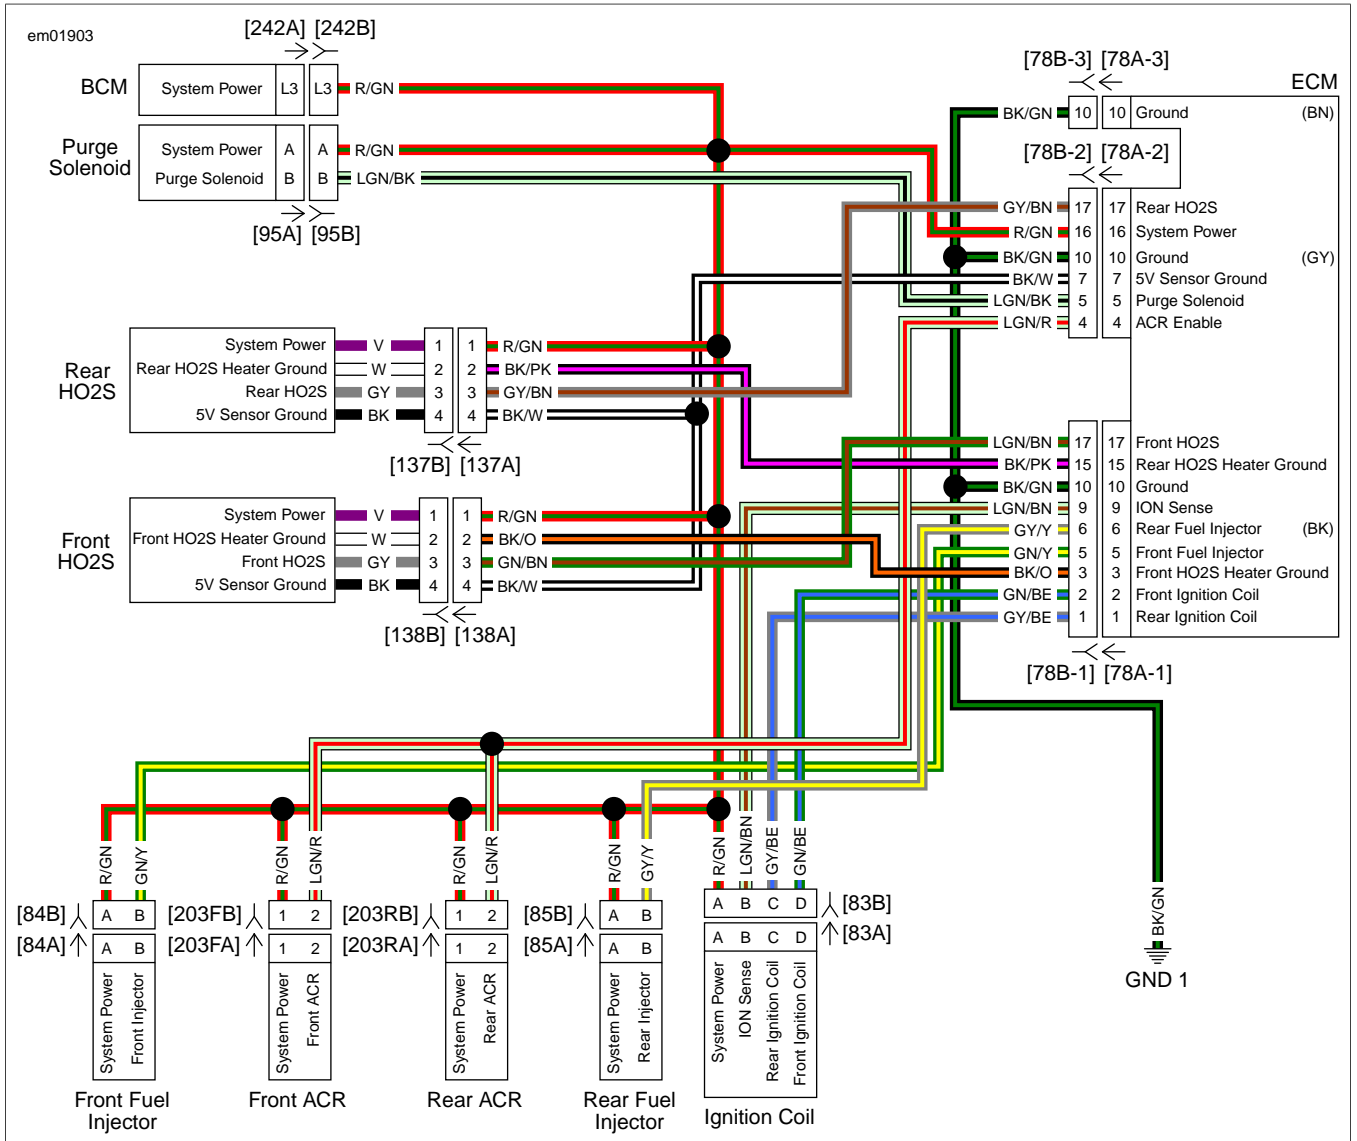 em01903
[242A] [242B]
BCM
System Power L3 L3 R/GN
Purge
Solenoid
System Power A A R/GN
Purge Solenoid B B LGN/BK
[95A] [95B]
[78B-3] [78A-3]
ECM
BK/GN 10 10 Ground (BN)
[78B-2] [78A-2]
GY/BN 17 17 Rear HO2S
R/GN 16 16 System Power
BK/GN 10 10 Ground (GY)
BK/W 7 7 5V Sensor Ground
LGN/BK 5 5 Purge Solenoid
LGN/R 4 4 ACR Enable
Rear
HO2S
System Power V 1 1 R/GN
Rear HO2S Heater Ground W 2 2 BK/PK
Rear HO2S GY 3 3 GY/BN
5V Sensor Ground BK 4 4 BK/W
[137B] [137A]
LGN/BN 17 17 Front HO2S
BK/PK 15 15 Rear HO2S Heater Ground
BK/GN 10 10 Ground
LGN/BN 9 9 ION Sense
GY/Y 6 6 Rear Fuel Injector (BK)
GN/Y 5 5 Front Fuel Injector
BK/O 3 3 Front HO2S Heater Ground
GN/BE 2 2 Front Ignition Coil
GY/BE 1 1 Rear Ignition Coil
[78B-1] [78A-1]
Front
HO2S
System Power V 1 1 R/GN
Front HO2S Heater Ground W 2 2 BK/O
Front HO2S GY 3 3 GN/BN
5V Sensor Ground BK 4 4 BK/W
[138B] [138A]
R/GN GN/Y R/GN LGN/R R/GN LGN/R R/GN GY/Y R/GN LGN/BN GY/BE GN/BE
BK/GN
GND 1
[84B] A B [203FB] 1 2 [203RB] 1 2 [85B] A B A B C D [83B]
[84A] A B [203FA] 1 2 [203RA] 1 2 [85A] A B A B C D [83A]
System Power
Front Injector
System Power
Front ACR
System Power
Rear ACR
System Power
Rear Injector
System Power
ION Sense
Rear Ignition Coil
Front Ignition Coil
Front Fuel
Injector
Front ACR
Rear ACR
Rear Fuel
Injector
Ignition Coil